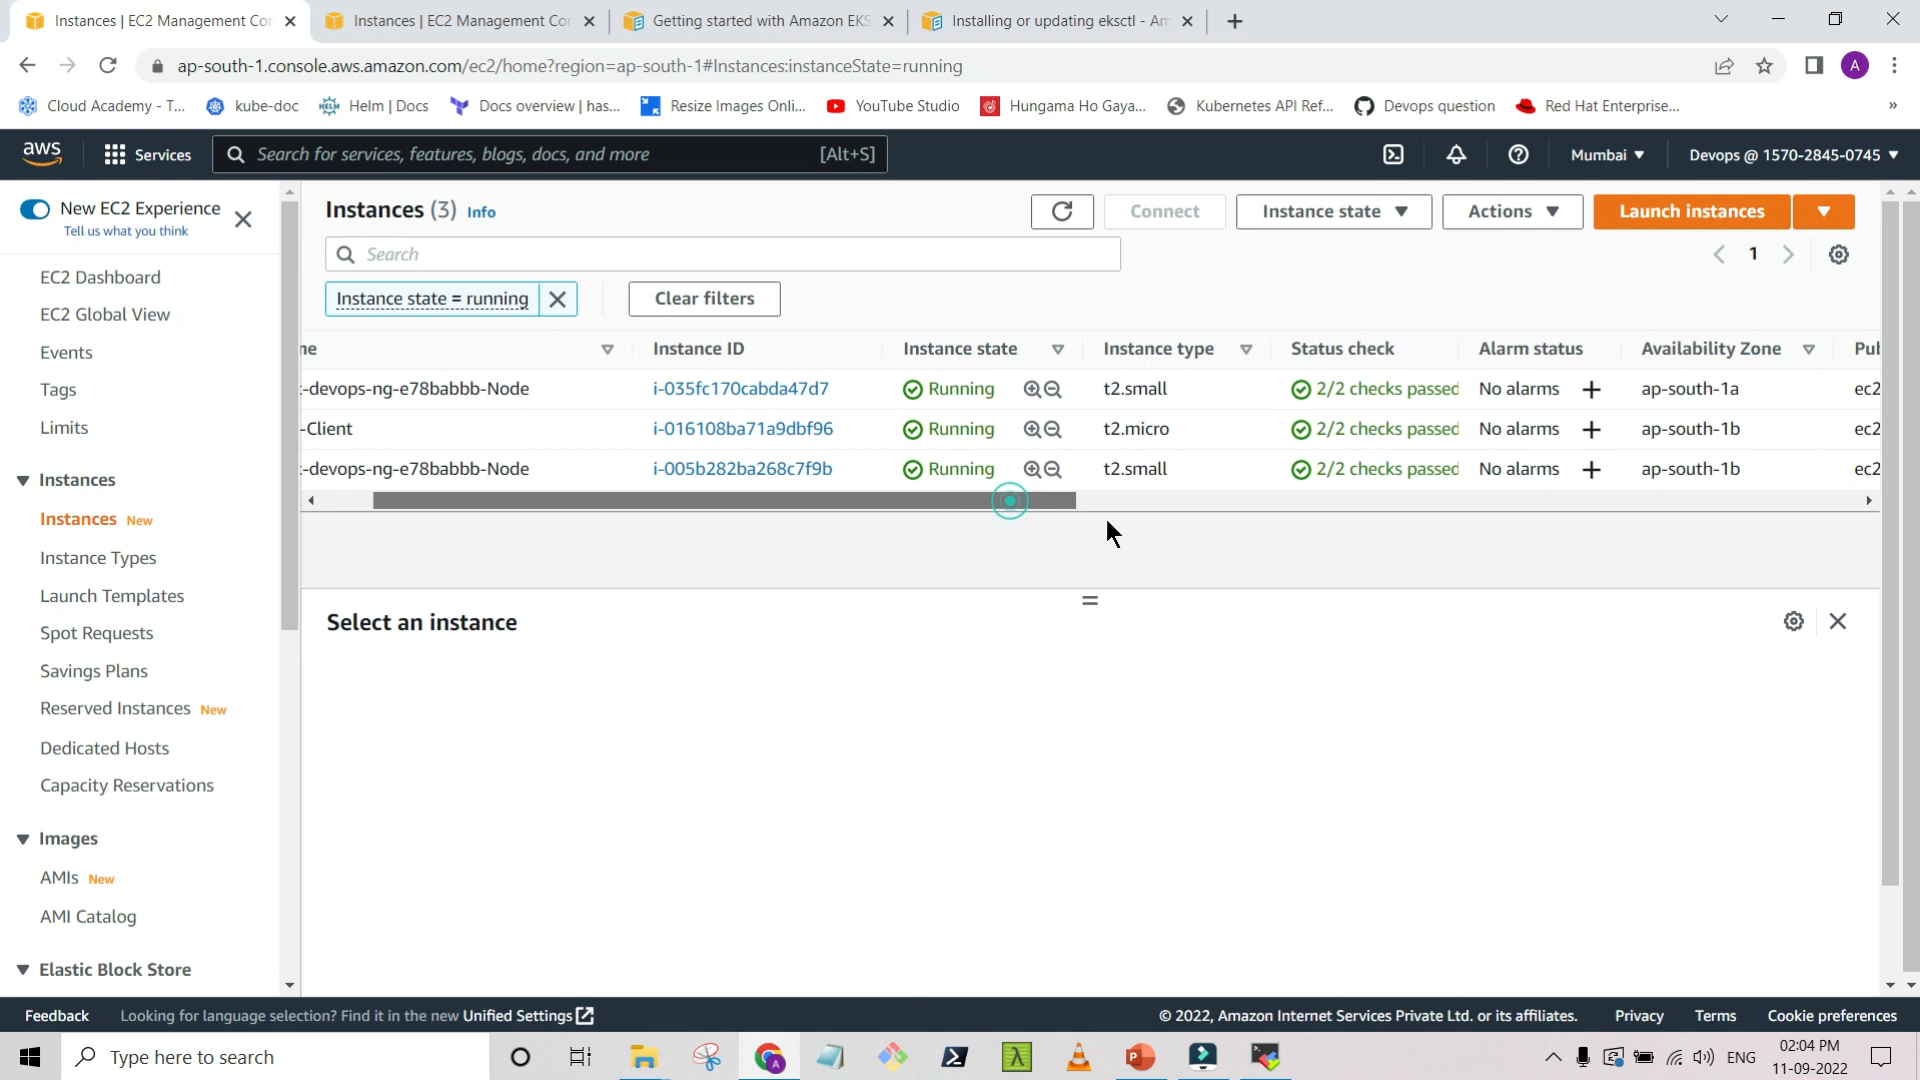 Instances | EC2 Management Con
Instances | EC2 Management Con
Getting started with Amazon EKS
Installing or updating eksctl - Am
ap-south-1.console.aws.amazon.com/ec2/home?region=ap-south-1#Instances:instanceState=running
A
Cloud Academy - T...
kube-doc
Helm | Docs
Docs overview | has...
Resize Images Onli...
YouTube Studio
Hungama Ho Gaya...
Kubernetes API Ref...
Devops question
Red Hat Enterprise...
»
aws
Services
Search for services, features, blogs, docs, and more
[Alt+S]
Mumbai
Devops @ 1570-2845-0745
New EC2 Experience
Tell us what you think
EC2 Dashboard
EC2 Global View
Events
Tags
Limits
Instances
Instances New
Instance Types
Launch Templates
Spot Requests
Savings Plans
Reserved Instances New
Dedicated Hosts
Capacity Reservations
Images
AMIs New
AMI Catalog
Elastic Block Store
Instances (3) Info
Connect
Instance state
Actions
Launch instances
Search
1
Instance state = running
Clear filters
ne Instance ID Instance state Instance type Status check Alarm status Availability Zone Pul
-devops-ng-e78babbb-Node i-035fc170cabda47d7 Running t2.small 2/2 checks passed No alarms + ap-south-1a ec2
-Client i-016108ba71a9dbf96 Running t2.micro 2/2 checks passed No alarms + ap-south-1b ec2
-devops-ng-e78babbb-Node i-005b282ba268c7f9b Running t2.small 2/2 checks passed No alarms + ap-south-1b ec2
Select an instance
Feedback
Looking for language selection? Find it in the new Unified Settings
© 2022, Amazon Internet Services Private Ltd. or its affiliates.
Privacy
Terms
Cookie preferences
Type here to search
ENG
02:04 PM
11-09-2022